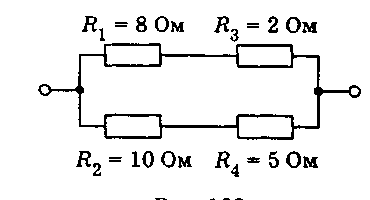 R₁ = 8 Ом R₃ = 2 Ом
R₂ = 10 Ом R₄ = 5 Ом